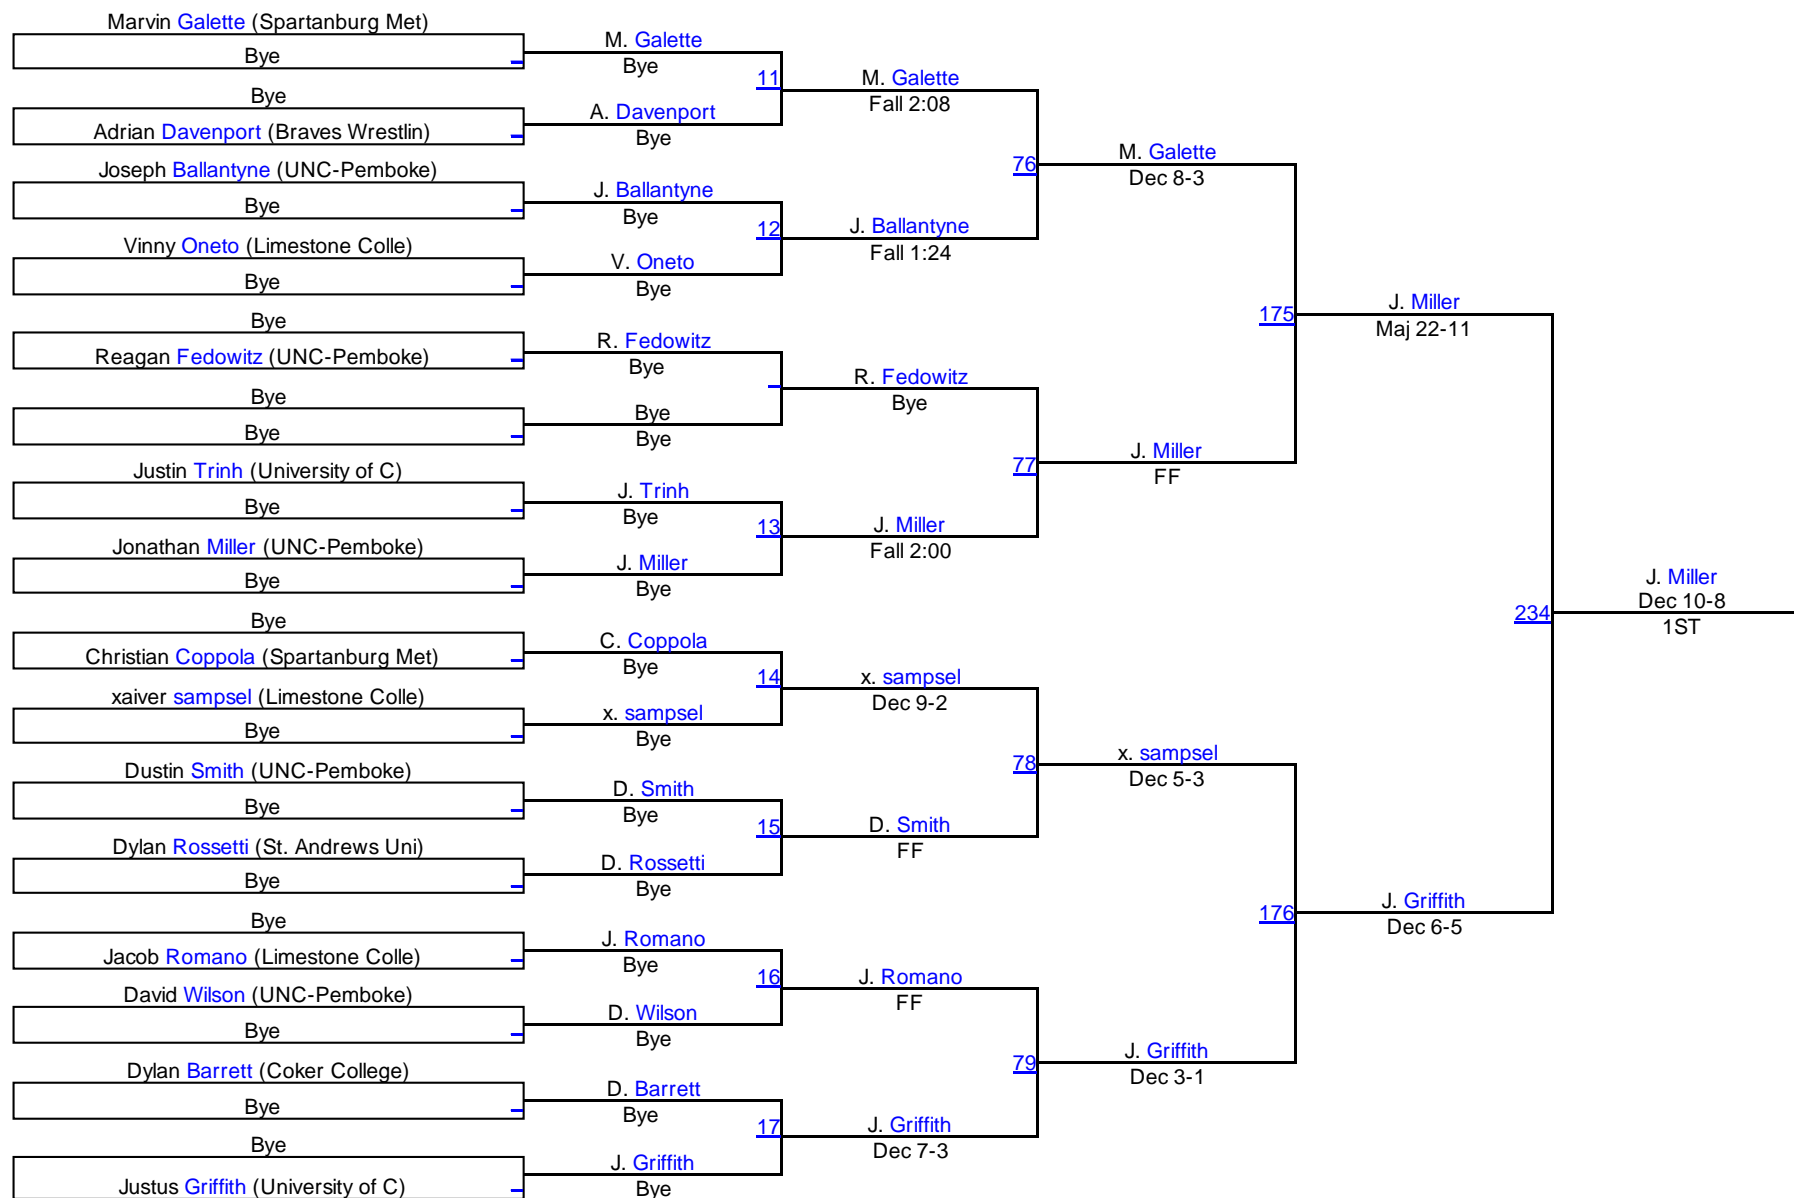 Marvin Galette (Spartanburg Met)
Bye
Bye
Adrian Davenport (Braves Wrestlin)
Joseph Ballantyne (UNC-Pemboke)
Bye
Vinny Oneto (Limestone Colle)
Bye
Bye
Reagan Fedowitz (UNC-Pemboke)
Bye
Bye
Justin Trinh (University of C)
Bye
Jonathan Miller (UNC-Pemboke)
Bye
Bye
Christian Coppola (Spartanburg Met)
xaiver sampsel (Limestone Colle)
Bye
Dustin Smith (UNC-Pemboke)
Bye
Dylan Rossetti (St. Andrews Uni)
Bye
Bye
Jacob Romano (Limestone Colle)
David Wilson (UNC-Pemboke)
Bye
Dylan Barrett (Coker College)
Bye
Bye
Justus Griffith (University of C)
M. Galette
Bye
11
A. Davenport
Bye
J. Ballantyne
Bye
12
V. Oneto
Bye
R. Fedowitz
Bye
Bye
Bye
J. Trinh
Bye
13
J. Miller
Bye
C. Coppola
Bye
14
x. sampsel
Bye
D. Smith
Bye
15
D. Rossetti
Bye
J. Romano
Bye
16
D. Wilson
Bye
D. Barrett
Bye
17
J. Griffith
Bye
M. Galette
Fall 2:08
76
J. Ballantyne
Fall 1:24
R. Fedowitz
Bye
77
J. Miller
Fall 2:00
x. sampsel
Dec 9-2
78
D. Smith
FF
J. Romano
FF
79
J. Griffith
Dec 7-3
M. Galette
Dec 8-3
175
J. Miller
FF
x. sampsel
Dec 5-3
176
J. Griffith
Dec 3-1
J. Miller
Maj 22-11
234
J. Griffith
Dec 6-5
J. Miller
Dec 10-8
1ST